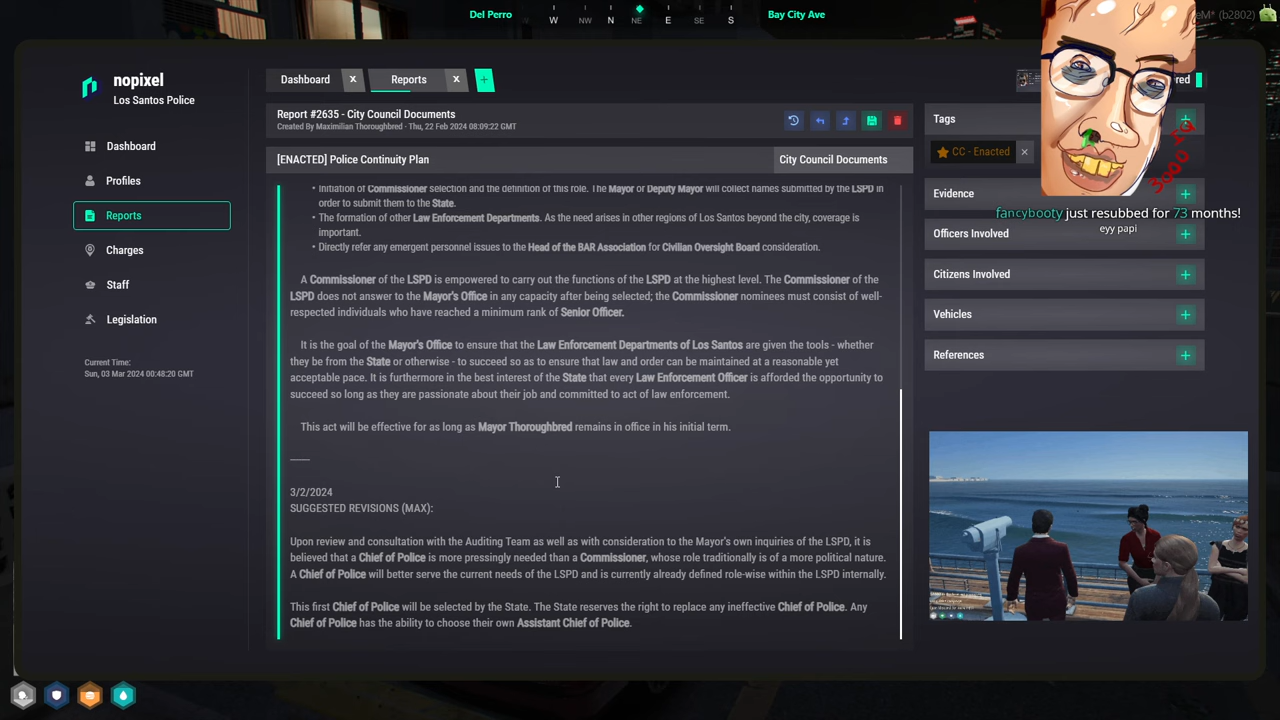 Del Perro
W NW N NE E SE S
Bay City Ave
eM* (b2802)
nopixel
Los Santos Police
Dashboard x
Reports x
+
Dashboard
Profiles
Reports
Charges
Staff
Legislation
Current Time:
Sun, 03 Mar 2024 00:48:20 GMT
Report #2635 - City Council Documents
Created By Maximilian Thoroughbred - Thu, 22 Feb 2024 08:09:22 GMT
[ENACTED] Police Continuity Plan
City Council Documents
• Initiation of Commissioner selection and the definition of this role. The Mayor or Deputy Mayor will collect names submitted by the LSPD in
order to submit them to the State.
• The formation of other Law Enforcement Departments. As the need arises in other regions of Los Santos beyond the city, coverage is
important.
• Directly refer any emergent personnel issues to the Head of the BAR Association for Civilian Oversight Board consideration.
A Commissioner of the LSPD is empowered to carry out the functions of the LSPD at the highest level. The Commissioner of the
LSPD does not answer to the Mayor's Office in any capacity after being selected; the Commissioner nominees must consist of well-
respected individuals who have reached a minimum rank of Senior Officer.
It is the goal of the Mayor's Office to ensure that the Law Enforcement Departments of Los Santos are given the tools - whether
they be from the State or otherwise - to succeed so as to ensure that law and order can be maintained at a reasonable yet
acceptable pace. It is furthermore in the best interest of the State that every Law Enforcement Officer is afforded the opportunity to
succeed so long as they are passionate about their job and committed to act of law enforcement.
This act will be effective for as long as Mayor Thoroughbred remains in office in his initial term.
3/2/2024
SUGGESTED REVISIONS (MAX):
Upon review and consultation with the Auditing Team as well as with consideration to the Mayor's own inquiries of the LSPD, it is
believed that a Chief of Police is more pressingly needed than a Commissioner, whose role traditionally is of a more political nature.
A Chief of Police will better serve the current needs of the LSPD and is currently already defined role-wise within the LSPD internally.
This first Chief of Police will be selected by the State. The State reserves the right to replace any ineffective Chief of Police. Any
Chief of Police has the ability to choose their own Assistant Chief of Police.
red
Tags
CC - Enacted x
Evidence
Officers Involved
Citizens Involved
Vehicles
References
3900 IQ
fancybooty just resubbed for 73 months!
eyy papi